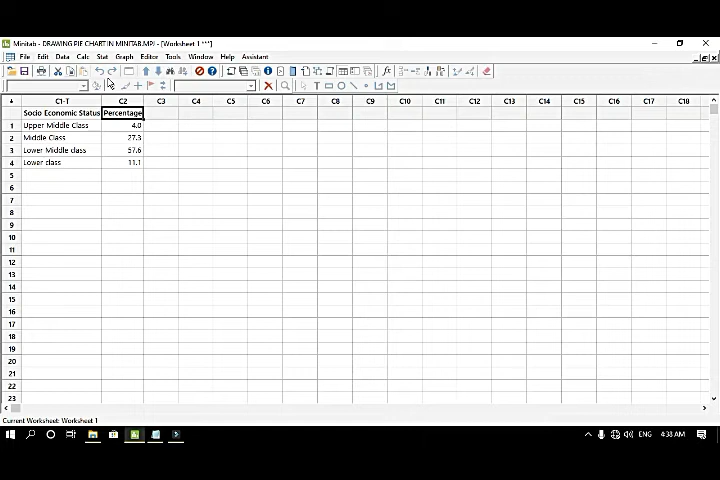 Minitab - DRAWING PIE CHART IN MINITAB.MPJ - [Worksheet 1 ***]
File Edit Data Calc Stat Graph Editor Tools Window Help Assistant
C1-T C2 C3 C4 C5 C6 C7 C8 C9 C10 C11 C12 C13 C14 C15 C16 C17 C18
Socio Economic Status Percentage
1 Upper Middle Class 4.0
2 Middle Class 27.3
3 Lower Middle class 57.6
4 Lower class 11.1
5
6
7
8
9
10
11
12
13
14
15
16
17
18
19
20
21
22
23
Current Worksheet: Worksheet 1
ENG 4:38 AM